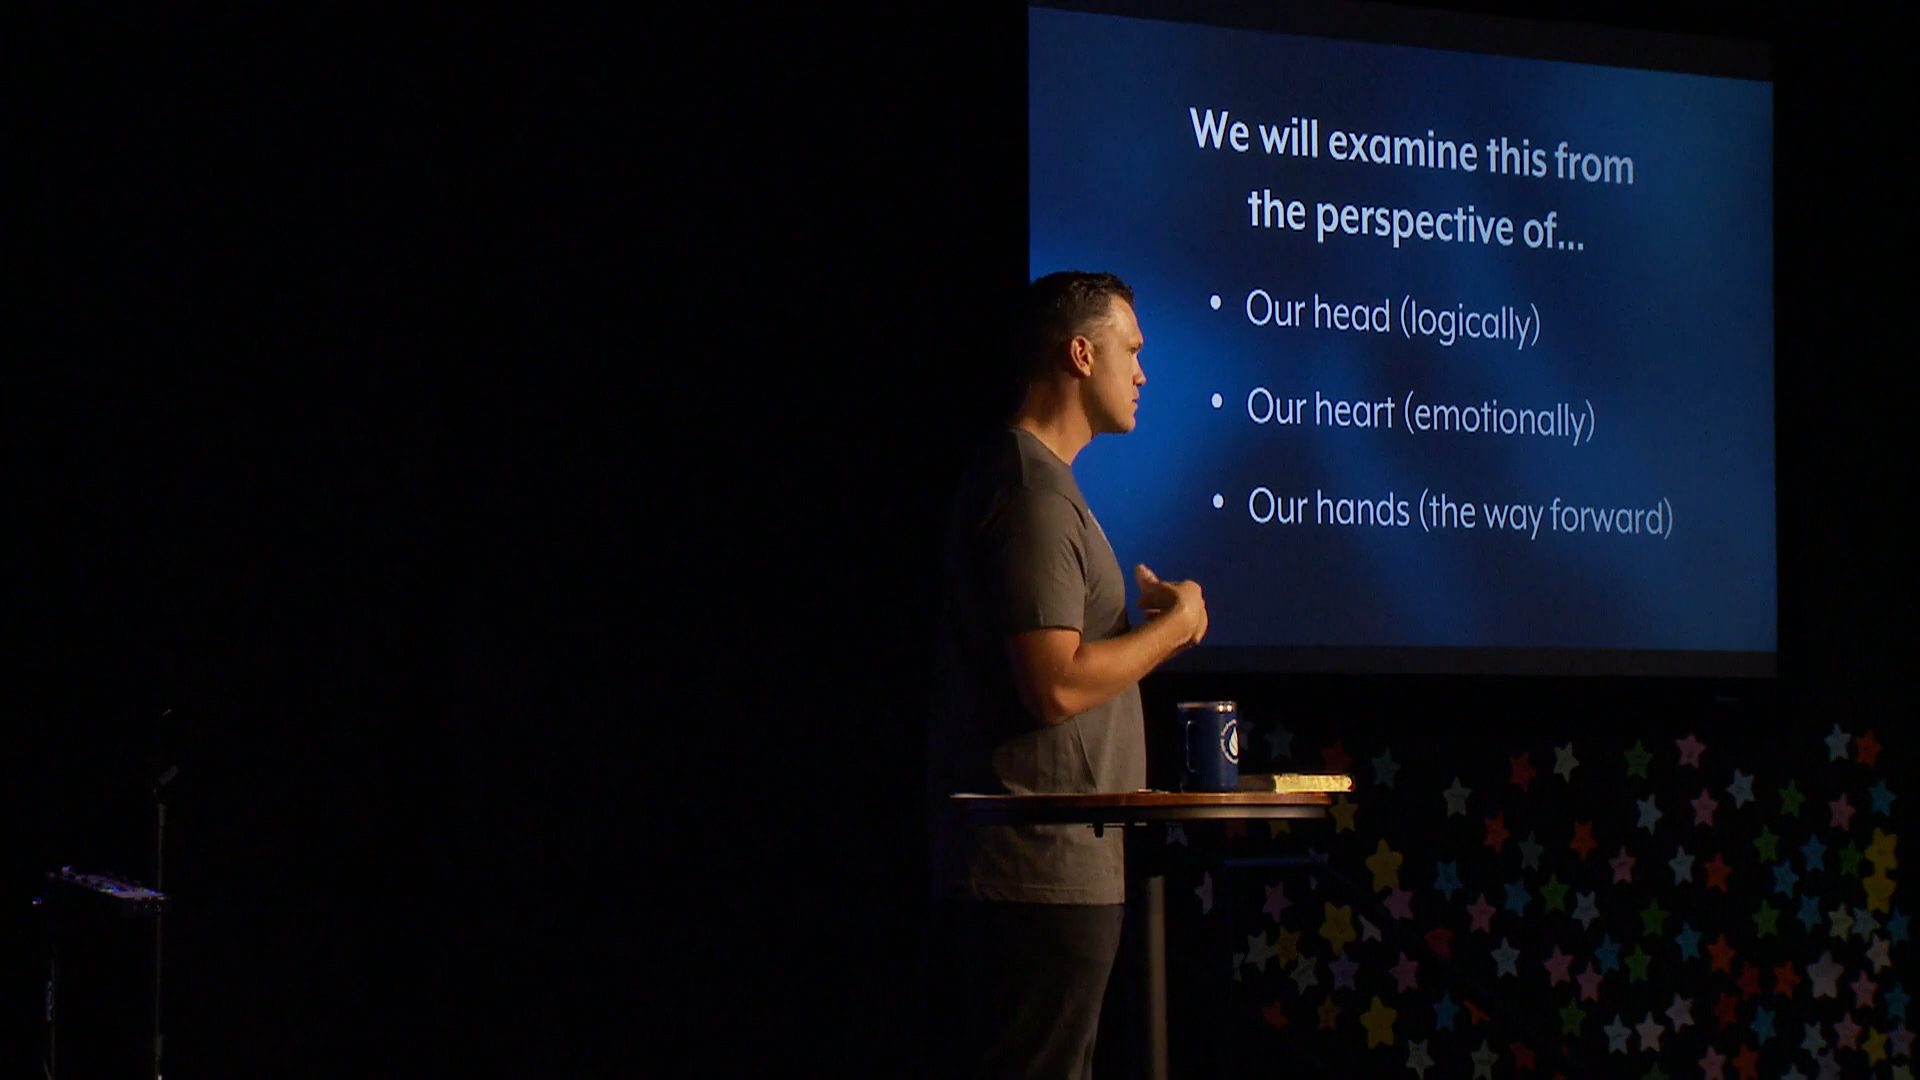 We will examine this from
the perspective of...
• Our head (logically)
• Our heart (emotionally)
• Our hands (the way forward)